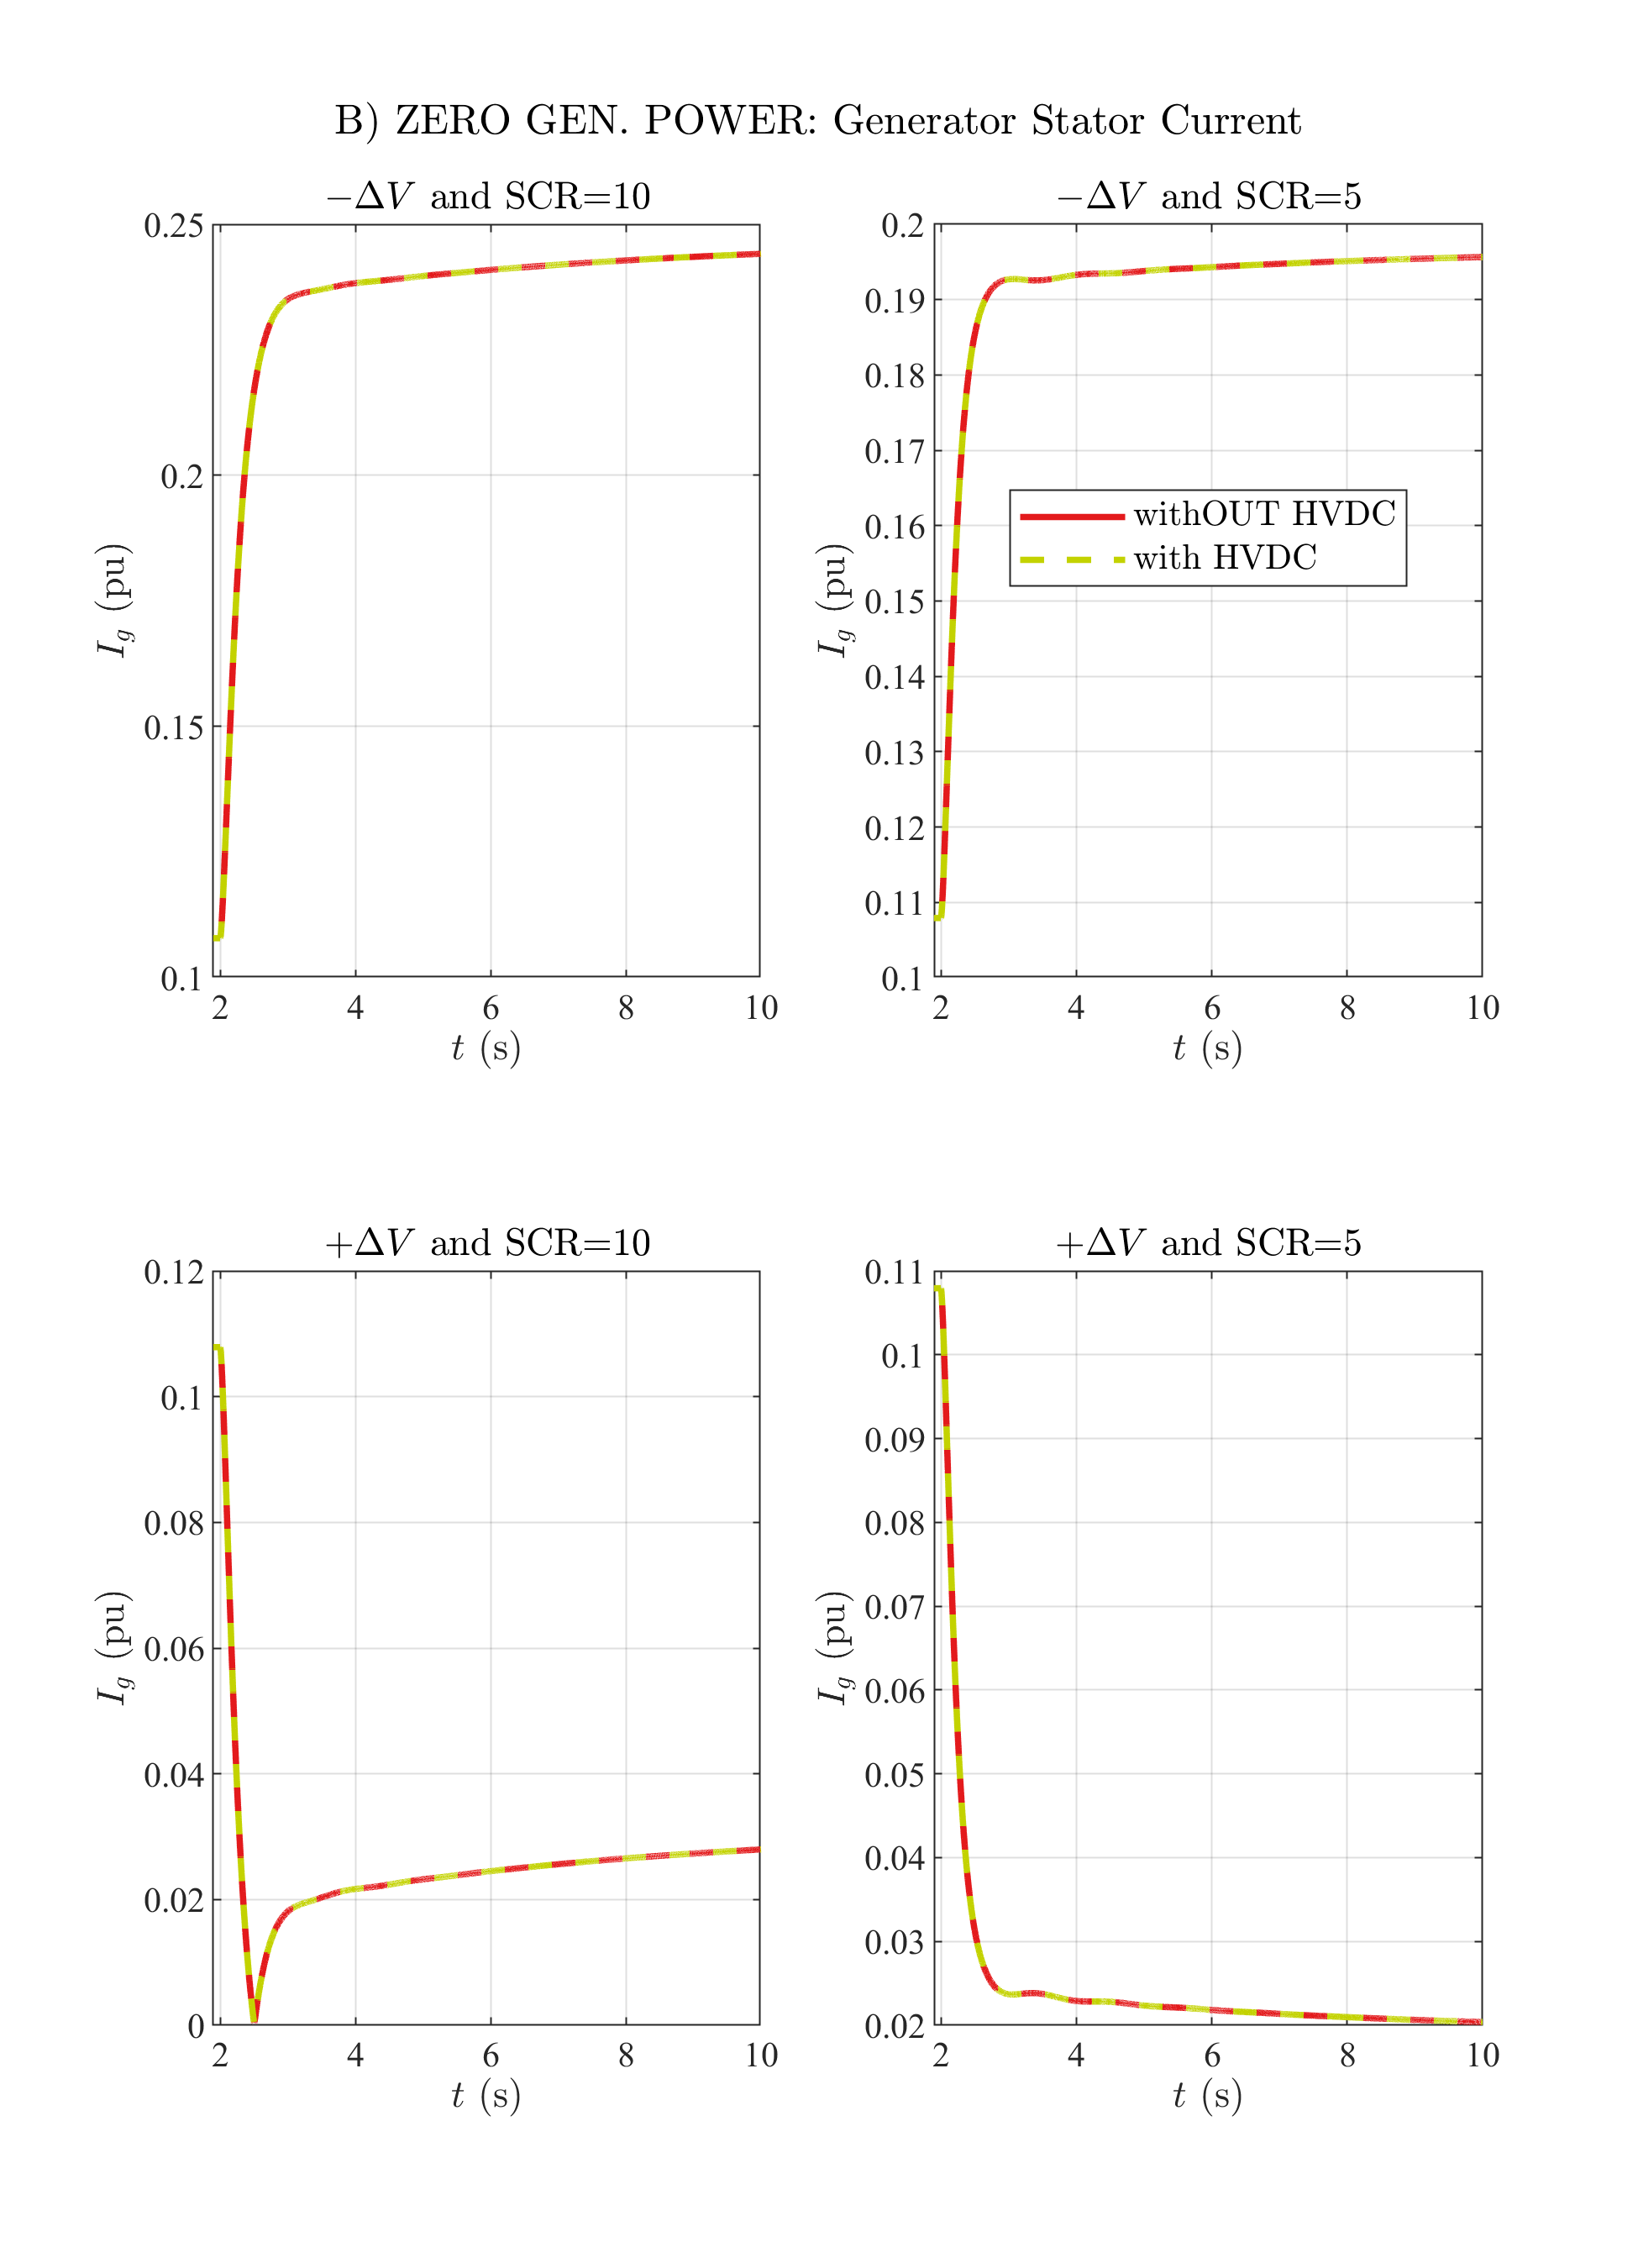 B) ZERO GEN. POWER: Generator Stator Current
−ΔV and SCR=10
0.25
0.2
0.15
0.1
I_g (pu)
2 4 6 8 10
t (s)
−ΔV and SCR=5
0.2
0.19
0.18
0.17
0.16
0.15
0.14
0.13
0.12
0.11
0.1
I_g (pu)
withOUT HVDC
with HVDC
2 4 6 8 10
t (s)
+ΔV and SCR=10
0.12
0.1
0.08
0.06
0.04
0.02
0
I_g (pu)
2 4 6 8 10
t (s)
+ΔV and SCR=5
0.11
0.1
0.09
0.08
0.07
0.06
0.05
0.04
0.03
0.02
I_g (pu)
2 4 6 8 10
t (s)